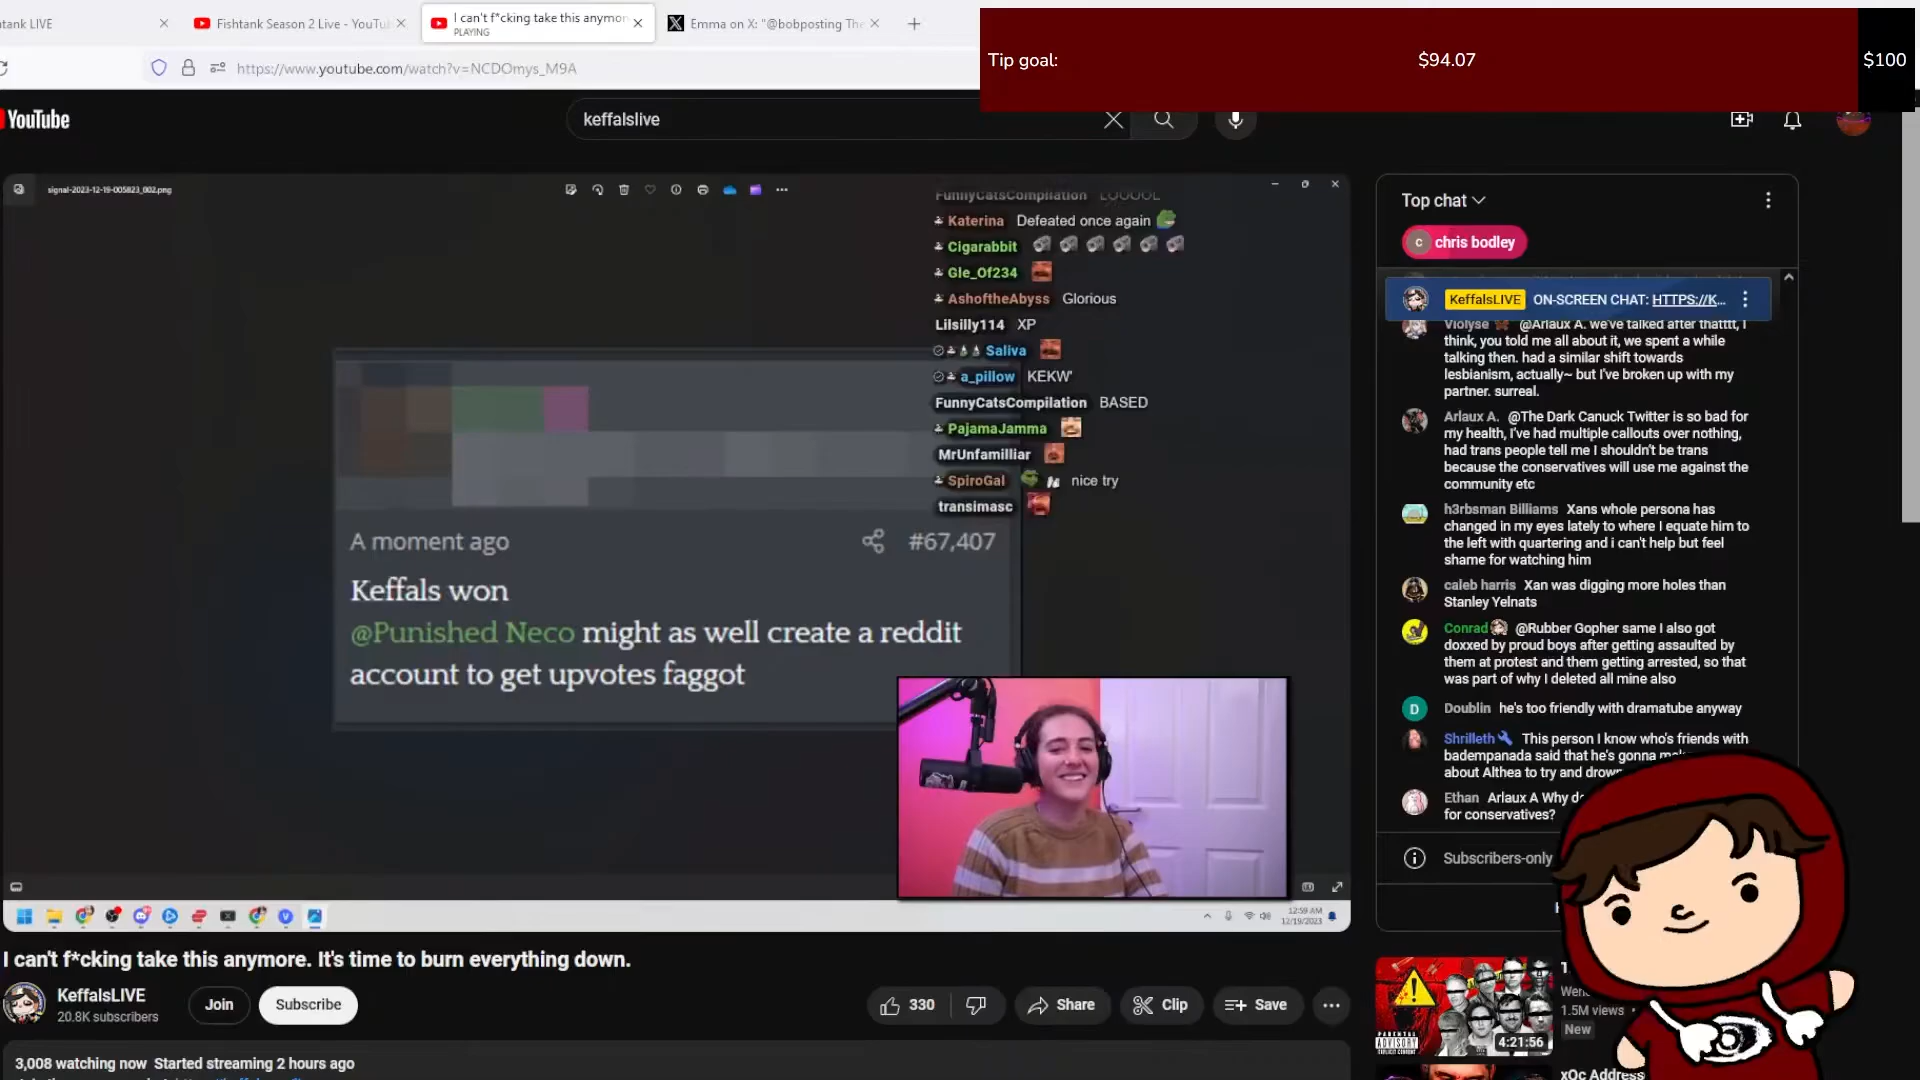 tank LIVE
Fishtank Season 2 Live - YouTu
I can't f*cking take this anymor
PLAYING
Emma on X: "@bobposting The
https://www.youtube.com/watch?v=NCDOmys_M9A
Tip goal:
$94.07
$100
YouTube
keffalslive
signal-2023-12-19-005823_002.png
FunnyCatsCompilation LOOOOL
Katerina Defeated once again
Cigarabbit
Gle_Of234
AshoftheAbyss Glorious
Lilsilly114 XP
Saliva
a_pillow KEKW'
FunnyCatsCompilation BASED
PajamaJamma
MrUnfamilliar
SpiroGal nice try
transimasc
A moment ago
#67,407
Keffals won
@Punished Neco might as well create a reddit
account to get upvotes faggot
12:59 AM
12/19/2023
Top chat
c chris bodley
KeffalsLIVE ON-SCREEN CHAT: HTTPS://K...
Violyse @Arlaux A. we've talked after thatttt, I
think, you told me all about it, we spent a while
talking then. had a similar shift towards
lesbianism, actually~ but I've broken up with my
partner. surreal.
Arlaux A. @The Dark Canuck Twitter is so bad for
my health, I've had multiple callouts over nothing,
had trans people tell me I shouldn't be trans
because the conservatives will use me against the
community etc
h3rbsman Billiams Xans whole persona has
changed in my eyes lately to where I equate him to
the left with quartering and i can't help but feel
shame for watching him
caleb harris Xan was digging more holes than
Stanley Yelnats
Conrad @Rubber Gopher same I also got
doxxed by proud boys after getting assaulted by
them at protest and them getting arrested, so that
was part of why I deleted all mine also
D Doublin he's too friendly with dramatube anyway
Shrilleth This person I know who's friends with
badempanada said that he's gonna m
about Althea to try and drow
Ethan Arlaux A Why d
for conservatives?
Subscribers-only
I can't f*cking take this anymore. It's time to burn everything down.
KeffalsLIVE
20.8K subscribers
Join
Subscribe
330
Share
Clip
Save
3,008 watching now Started streaming 2 hours ago
PARENTAL
ADVISORY
EXPLICIT CONTENT
4:21:56
1.5M views
New
xQc Address